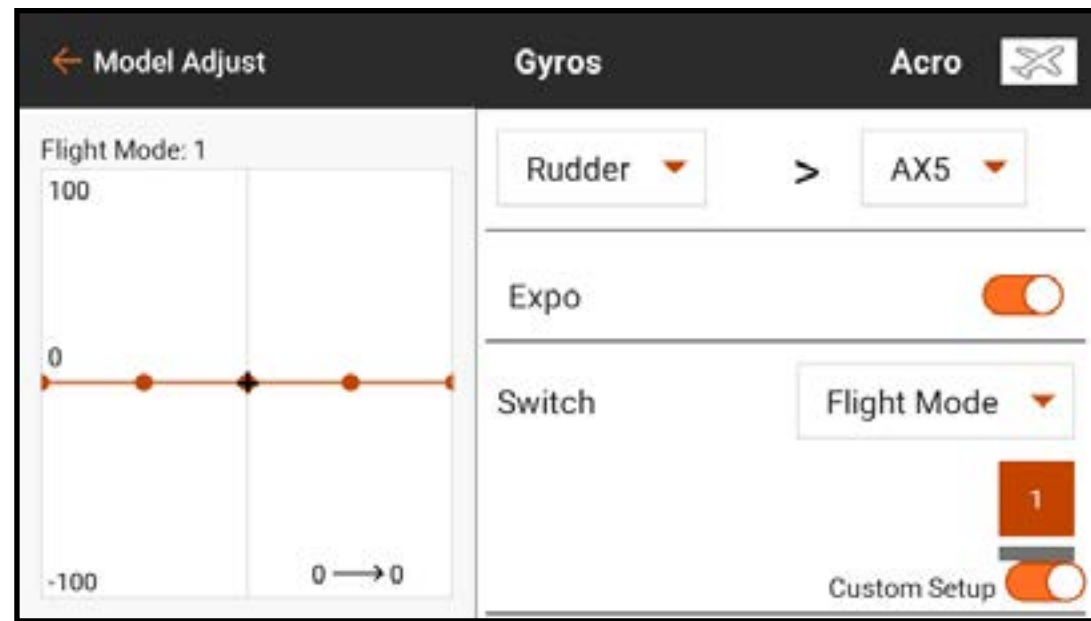 ← Model Adjust
Gyros
Acro
Flight Mode: 1
100
0
-100
0 → 0
Rudder
>
AX5
Expo
Switch
Flight Mode
1
Custom Setup